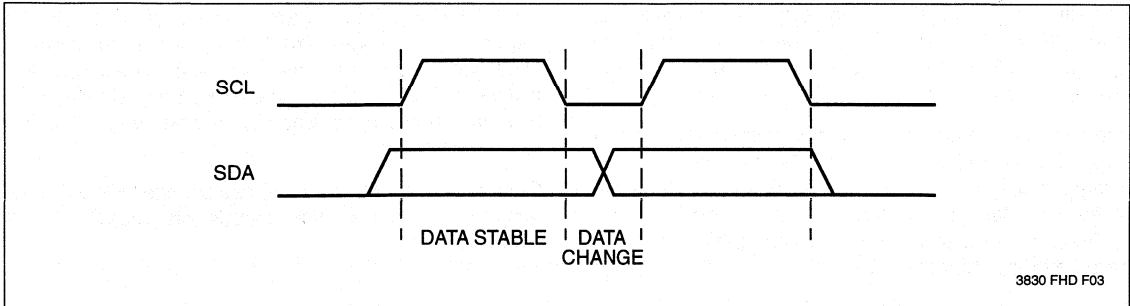 SCL
SDA
DATA STABLE
DATA
CHANGE
3830 FHD F03